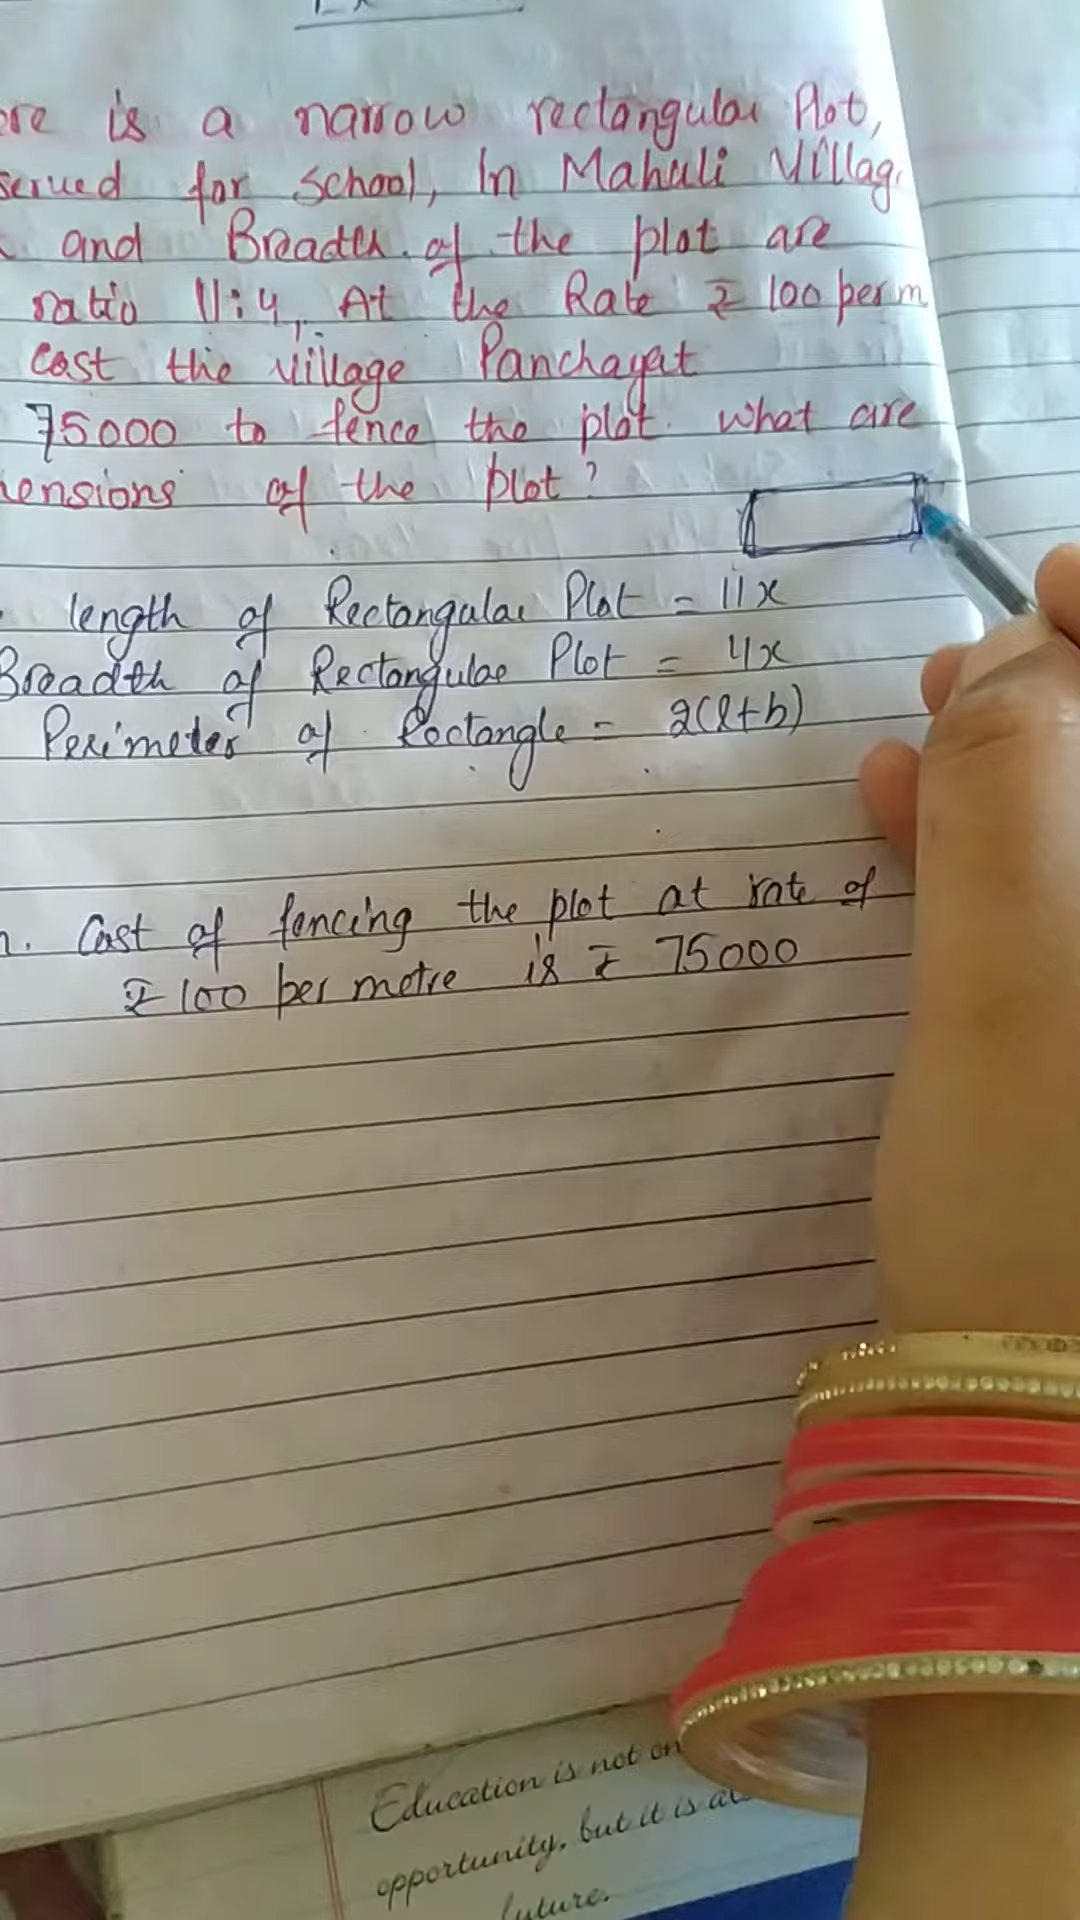 is a narrow rectangular Plot,
for School, In Mahuli Villag
and Breadth of the plot are
ratio 11:4, At the Rate ₹ 100 per m
cost the village Panchayat
75000 to fence the plot. what are
ensions of the plot?
length of Rectangular Plot = 11x
Breadth of Rectangular Plot = 4x
Perimeter of Rectangle = 2(l+b)
Cost of fencing the plot at rate of
₹ 100 per metre is ₹ 75000
Education is not on
opportunity, but it is al
future.